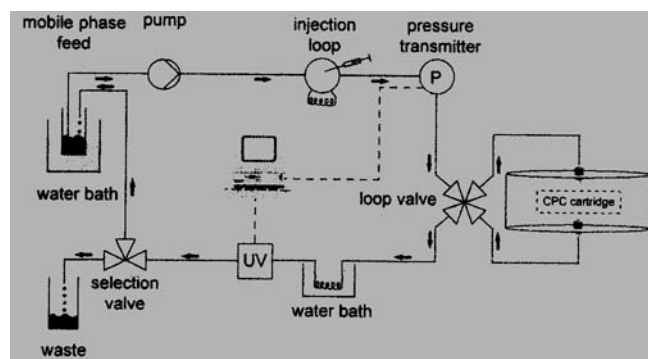 mobile phase
feed
pump
injection
loop
pressure
transmitter
P
water bath
loop valve
CPC cartridge
UV
selection
valve
water bath
waste